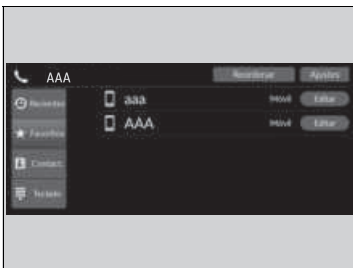 AAA
Reordenar
Ajustes
Recientes
aaa
Móvil
Editar
Favoritos
AAA
Móvil
Editar
Contact.
Teclado